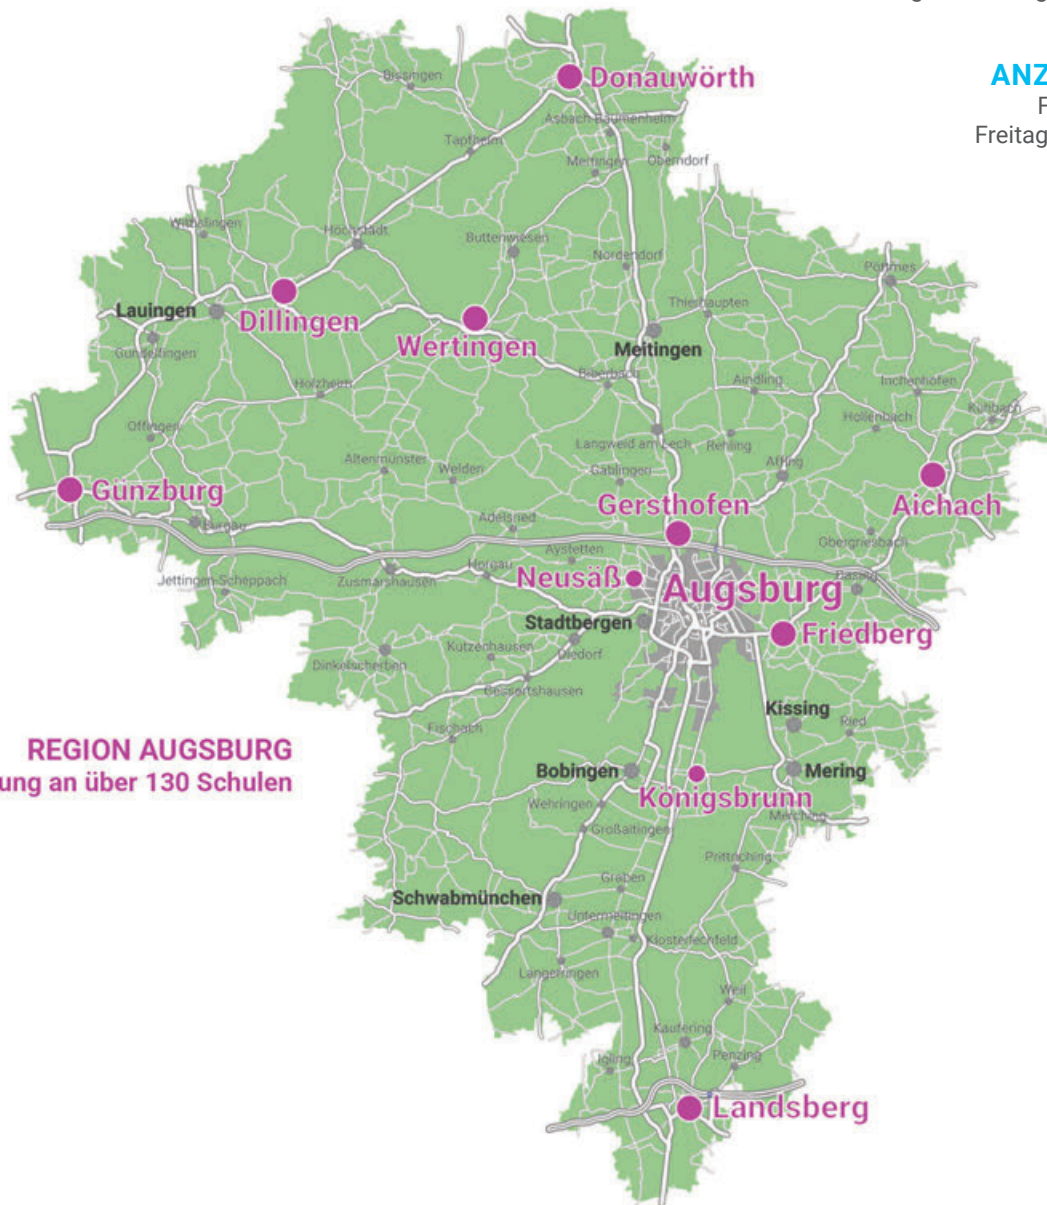 ANZ
F
Freitag
Donauwörth
Bissingen
Asbach-Bäumenheim
Tapfheim
Mertingen
Oberndorf
Wittislingen
Höchstädt
Buttenwiesen
Nordendorf
Pöttmes
Lauingen
Dillingen
Thierhaupten
Wertingen
Meitingen
Gundelfingen
Biberbach
Holzheim
Aindling
Inchenhofen
Kühbach
Hollenbach
Offingen
Langweid am Lech
Rehling
Altenmünster
Welden
Gablingen
Affing
Günzburg
Gersthofen
Aichach
Burgau
Adelsried
Obergriesbach
Aystetten
Horgau
Jettingen-Scheppach
Zusmarshausen
Neusäß
Augsburg
Dasing
Stadtbergen
Friedberg
Kutzenhausen
Diedorf
Dinkelscherben
Gessertshausen
Kissing
Ried
Fischach
REGION AUGSBURG
ung an über 130 Schulen
Bobingen
Mering
Königsbrunn
Wehringen
Merching
Großaitingen
Prittriching
Graben
Schwabmünchen
Untermeitingen
Klosterlechfeld
Langerringen
Weil
Kaufering
Igling
Penzing
Landsberg